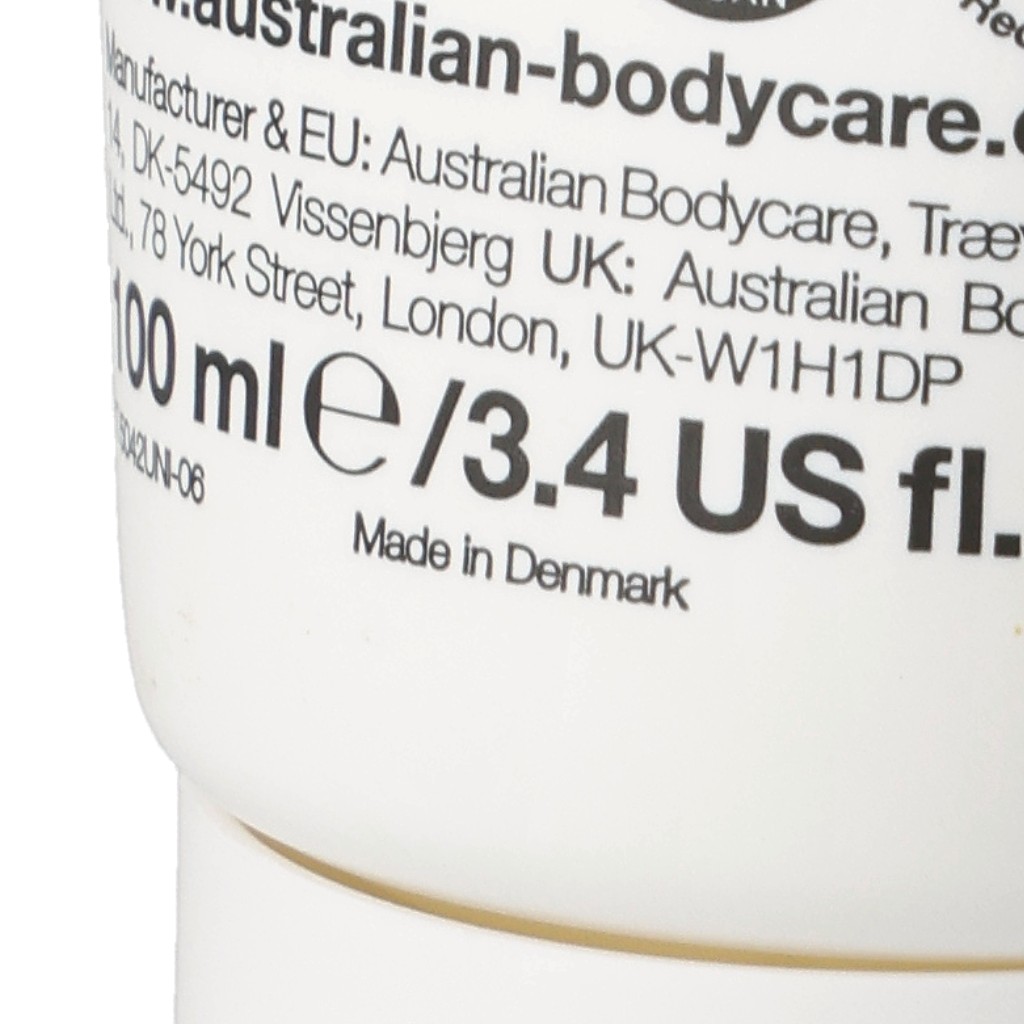 .australian-bodycare.
Manufacturer & EU: Australian Bodycare,
14, DK-5492 Vissenbjerg UK: Australian
Ltd., 78 York Street, London, UK-W1H1DP
100 ml ℮/3.4 US fl.
Made in Denmark